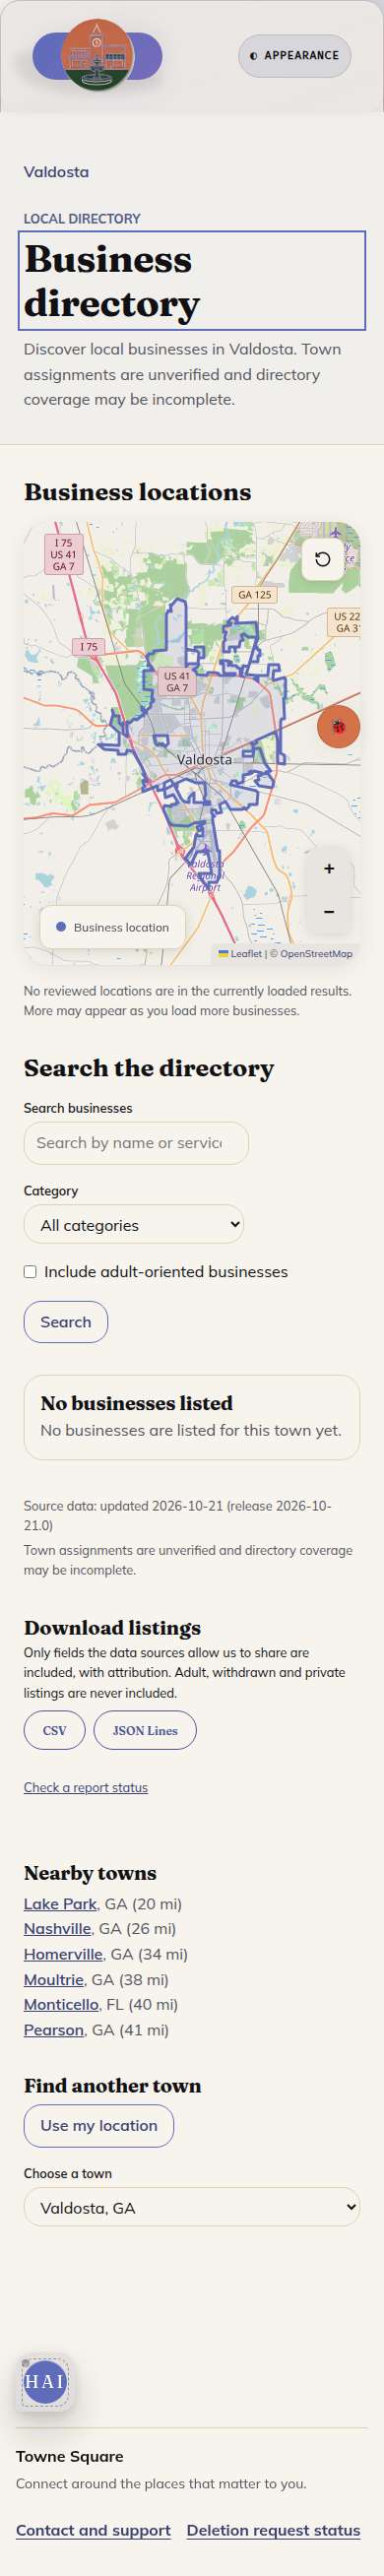 ◐ APPEARANCE
Valdosta
LOCAL DIRECTORY
Business
directory
Discover local businesses in Valdosta. Town
assignments are unverified and directory
coverage may be incomplete.
Business locations
I 75
US 41
GA 7
GA 125
US 22
I 75
US 41
GA 7
Valdosta
Valdosta
Regional
Airport
+
−
Business location
Leaflet | © OpenStreetMap
No reviewed locations are in the currently loaded results.
More may appear as you load more businesses.
Search the directory
Search businesses
Search by name or servic
Category
All categories
Include adult-oriented businesses
Search
No businesses listed
No businesses are listed for this town yet.
Source data: updated 2026-10-21 (release 2026-10-
21.0)
Town assignments are unverified and directory coverage
may be incomplete.
Download listings
Only fields the data sources allow us to share are
included, with attribution. Adult, withdrawn and private
listings are never included.
CSV JSON Lines
Check a report status
Nearby towns
Lake Park, GA (20 mi)
Nashville, GA (26 mi)
Homerville, GA (34 mi)
Moultrie, GA (38 mi)
Monticello, FL (40 mi)
Pearson, GA (41 mi)
Find another town
Use my location
Choose a town
Valdosta, GA
HAI
Towne Square
Connect around the places that matter to you.
Contact and support Deletion request status